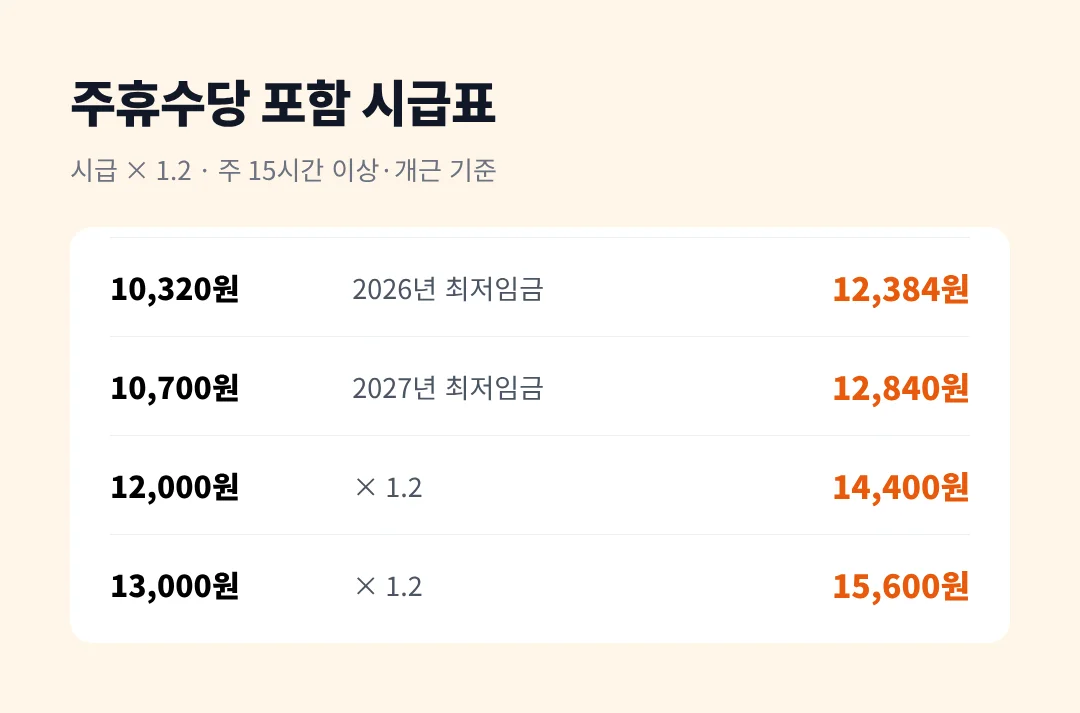 주휴수당 포함 시급표
시급 × 1.2 · 주 15시간 이상·개근 기준
10,320원 2026년 최저임금 12,384원
10,700원 2027년 최저임금 12,840원
12,000원 × 1.2 14,400원
13,000원 × 1.2 15,600원